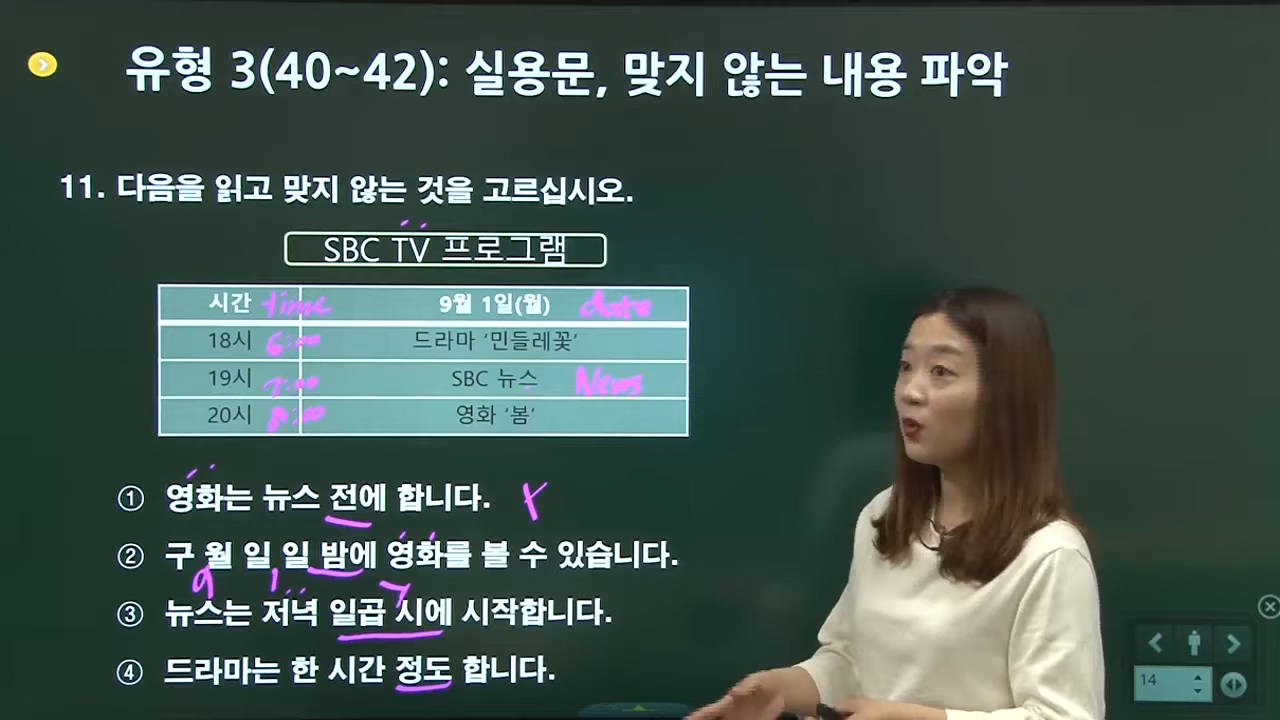 유형 3(40~42): 실용문, 맞지 않는 내용 파악
11. 다음을 읽고 맞지 않는 것을 고르십시오.
SBC TV 프로그램
시간 time 9월 1일(월) date
18시 6:00 드라마 ‘민들레꽃’
19시 7:00 SBC 뉴스 News
20시 8:00 영화 ‘봄’
① 영화는 뉴스 전에 합니다. X
② 구 월 일 일 밤에 영화를 볼 수 있습니다.
9 1 7
③ 뉴스는 저녁 일곱 시에 시작합니다.
④ 드라마는 한 시간 정도 합니다.
14